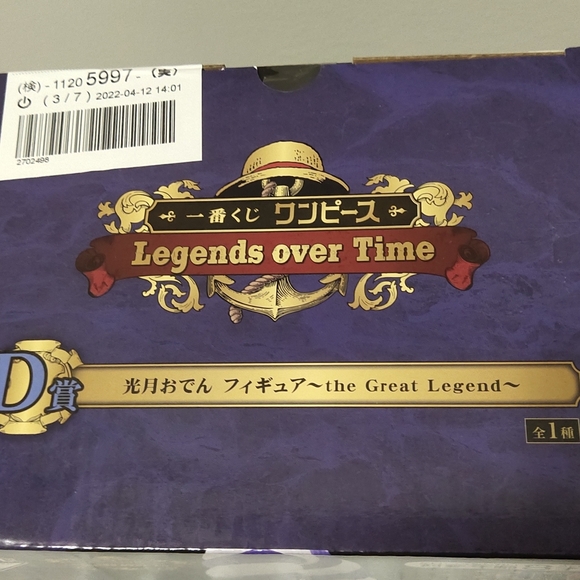 (検)-1120 5997-(実)
(3/7) 2022-04-12 14:01
2702498
一番くじ ワンピース
Legends over Time
D賞
光月おでん フィギュア～the Great Legend～
全1種